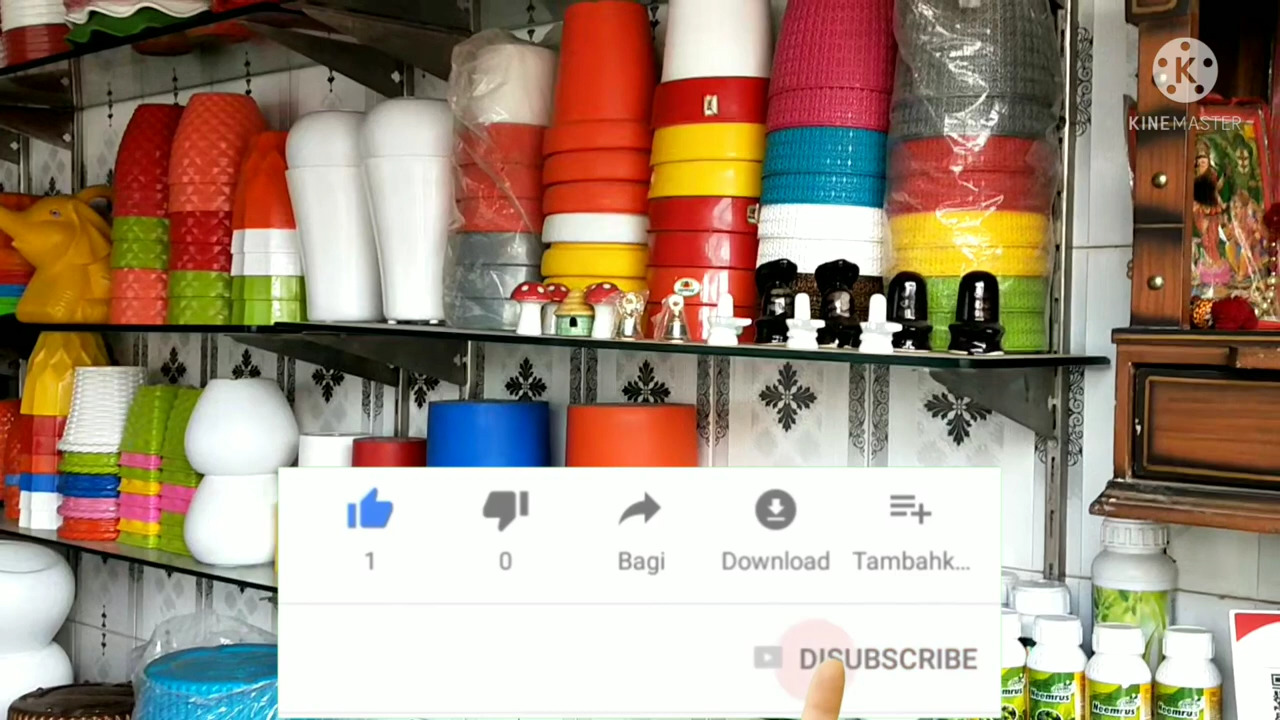 K
KINEMASTER
1
0
Bagi
Download
Tambahk...
DISUBSCRIBE
Neemrus
Neemrus
Neemrus